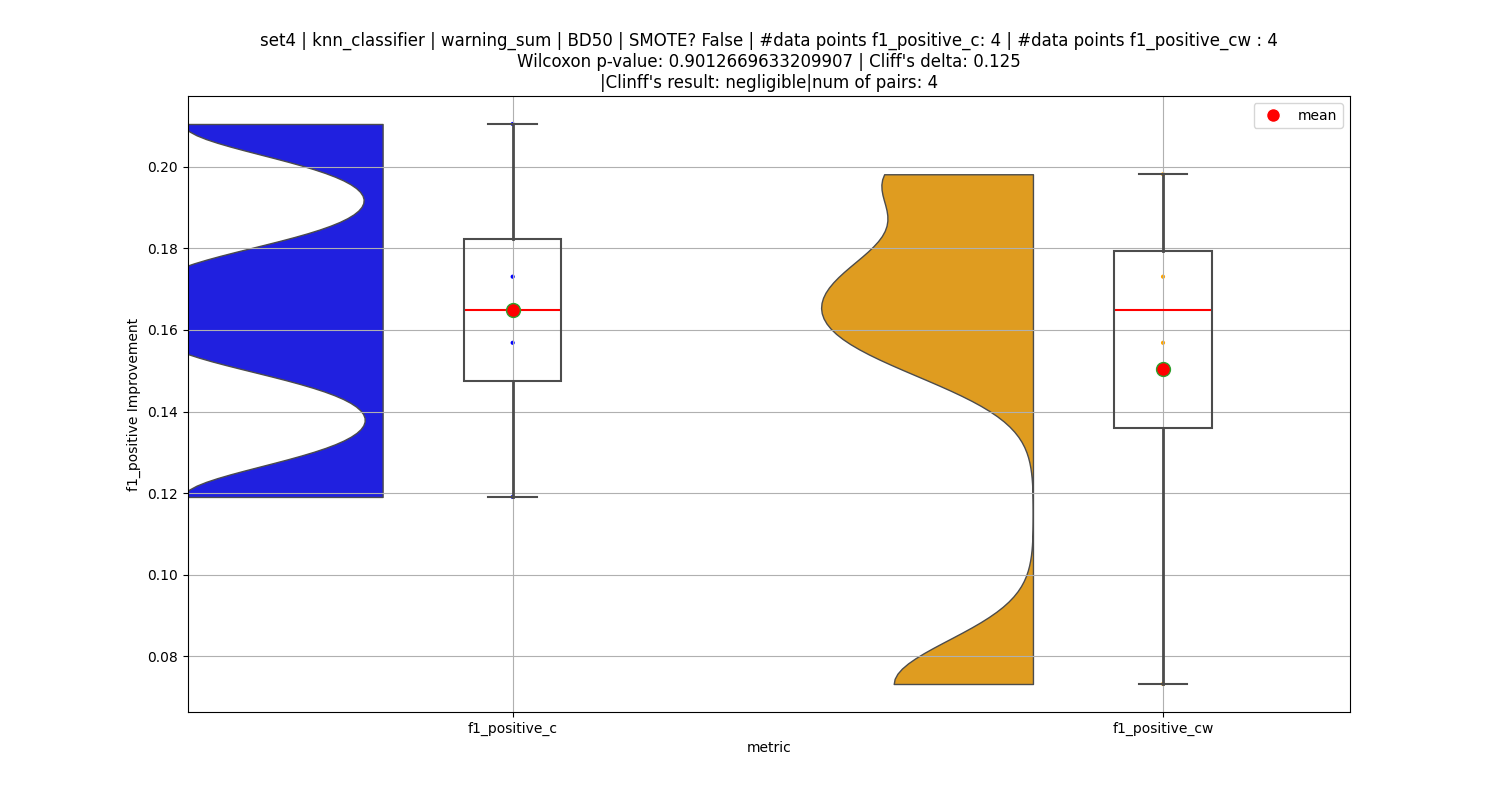 set4 | knn_classifier | warning_sum | BD50 | SMOTE? False | #data points f1_positive_c: 4 | #data points f1_positive_cw : 4
Wilcoxon p-value: 0.9012669633209907 | Cliff's delta: 0.125
|Clinff's result: negligible|num of pairs: 4
mean
0.20
0.18
0.16
0.14
0.12
0.10
0.08
f1_positive Improvement
f1_positive_c
f1_positive_cw
metric